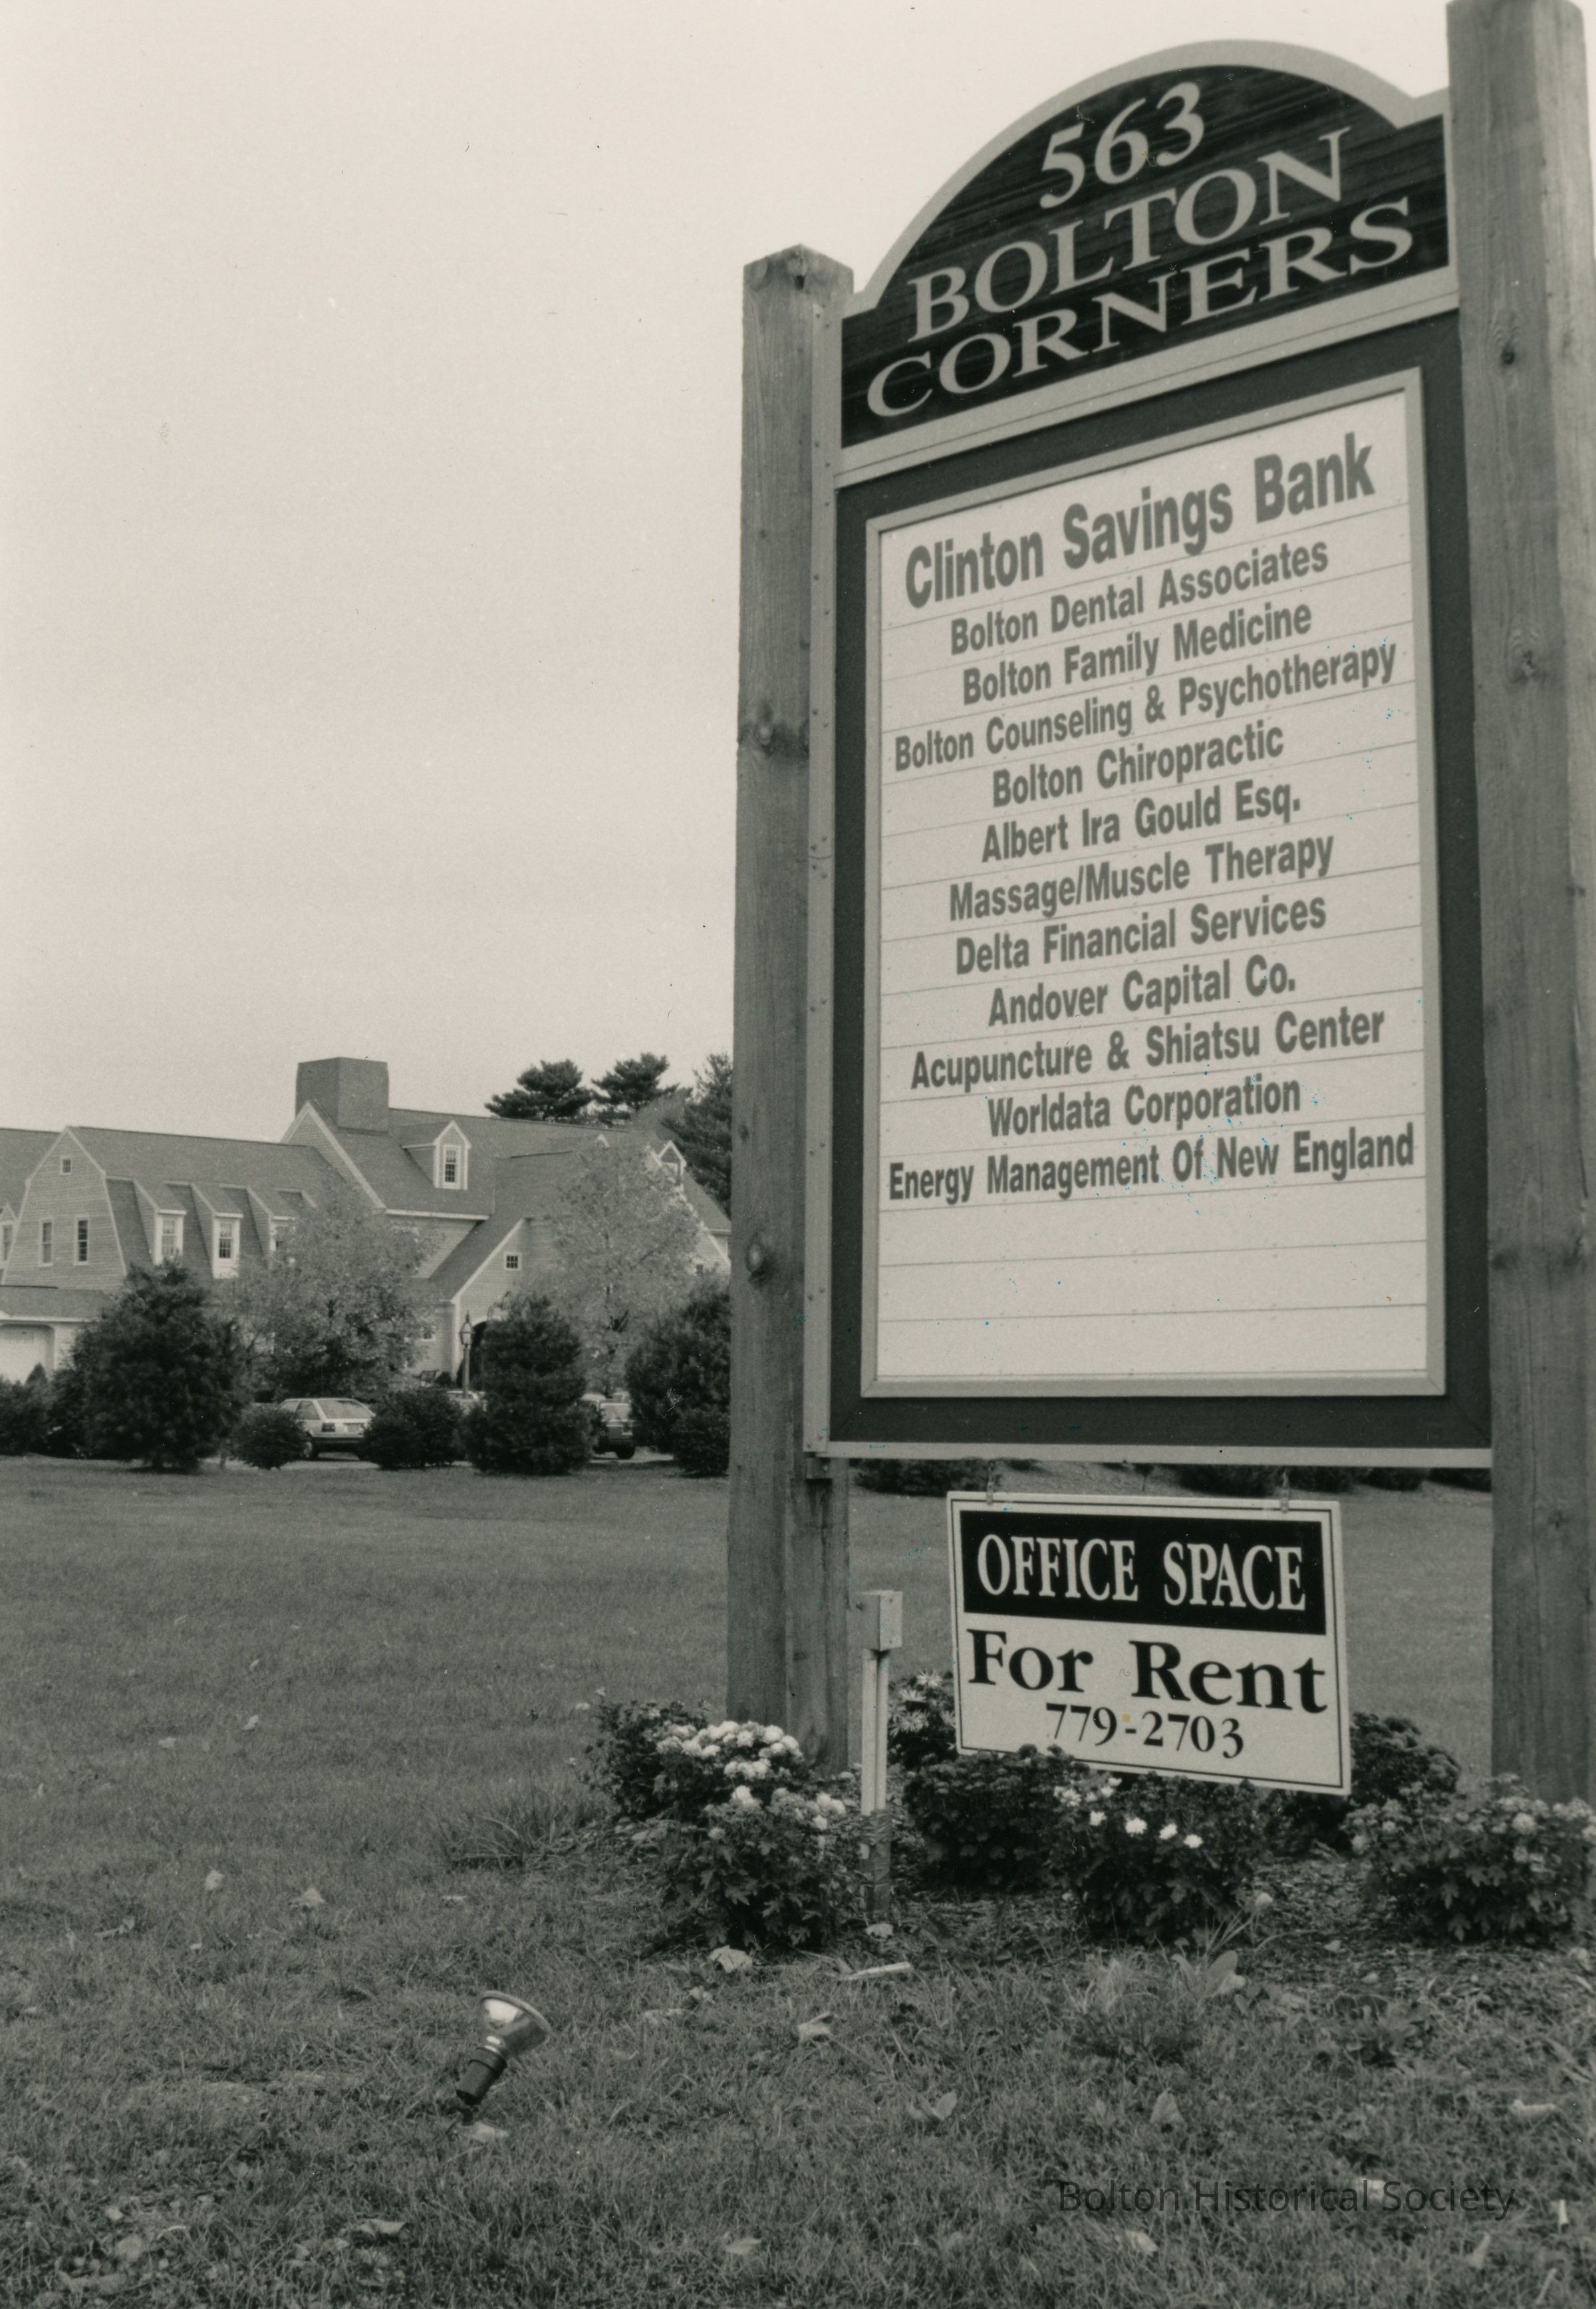 563
BOLTON
CORNERS
Clinton Savings Bank
Bolton Dental Associates
Bolton Family Medicine
Bolton Counseling & Psychotherapy
Bolton Chiropractic
Albert Ira Gould Esq.
Massage/Muscle Therapy
Delta Financial Services
Andover Capital Co.
Acupuncture & Shiatsu Center
Worldata Corporation
Energy Management Of New England
OFFICE SPACE
For Rent
779-2703
Bolton Historical Society